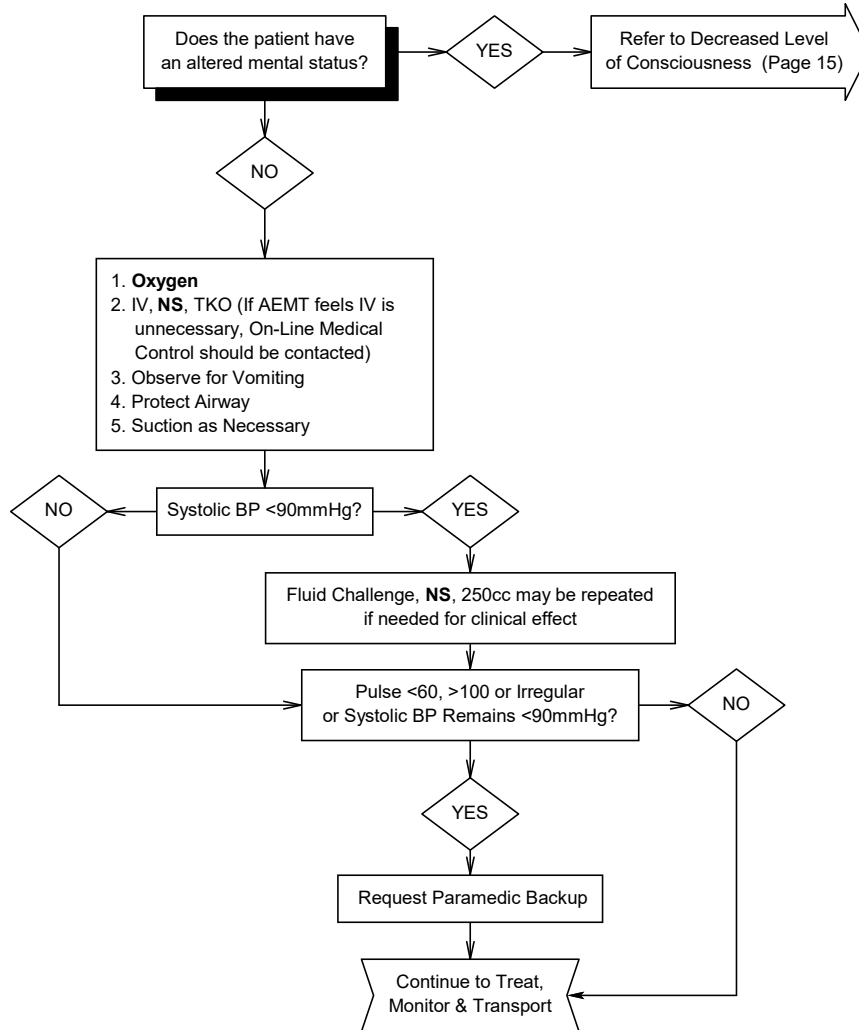 Does the patient have
an altered mental status?
YES
Refer to Decreased Level
of Consciousness (Page 15)
NO
1. Oxygen
2. IV, NS, TKO (If AEMT feels IV is
unnecessary, On-Line Medical
Control should be contacted)
3. Observe for Vomiting
4. Protect Airway
5. Suction as Necessary
NO
Systolic BP <90mmHg?
YES
Fluid Challenge, NS, 250cc may be repeated
if needed for clinical effect
Pulse <60, >100 or Irregular
or Systolic BP Remains <90mmHg?
NO
YES
Request Paramedic Backup
Continue to Treat,
Monitor & Transport